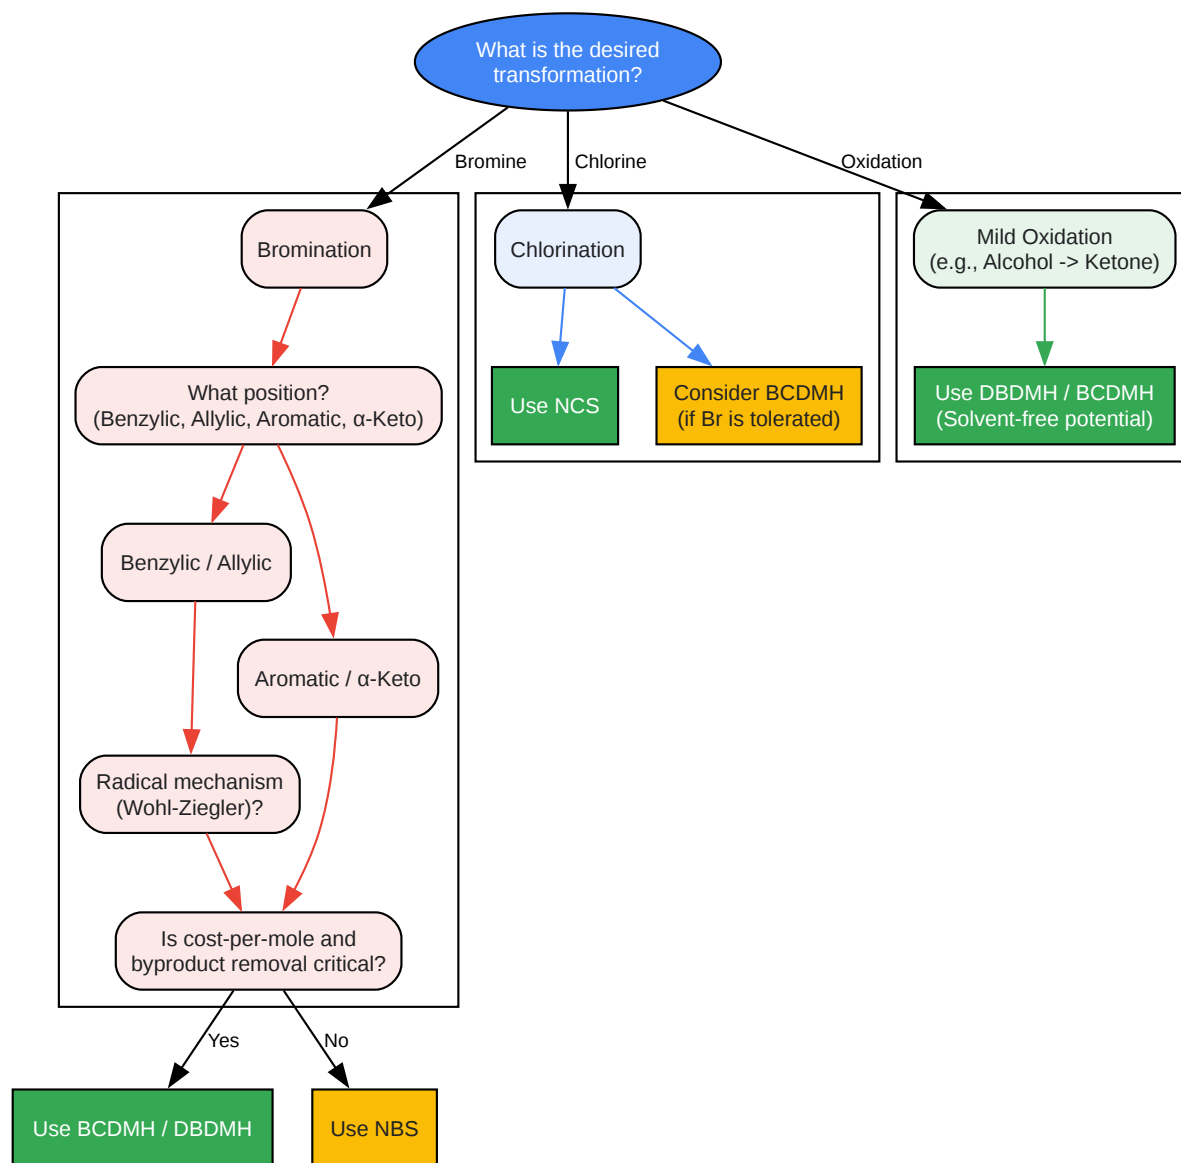 What is the desired
transformation?
Bromine
Chlorine
Oxidation
Bromination
Chlorination
Mild Oxidation
(e.g., Alcohol -> Ketone)
What position?
(Benzylic, Allylic, Aromatic, α-Keto)
Use NCS
Consider BCDMH
(if Br is tolerated)
Use DBDMH / BCDMH
(Solvent-free potential)
Benzylic / Allylic
Aromatic / α-Keto
Radical mechanism
(Wohl-Ziegler)?
Is cost-per-mole and
byproduct removal critical?
Yes
No
Use BCDMH / DBDMH
Use NBS